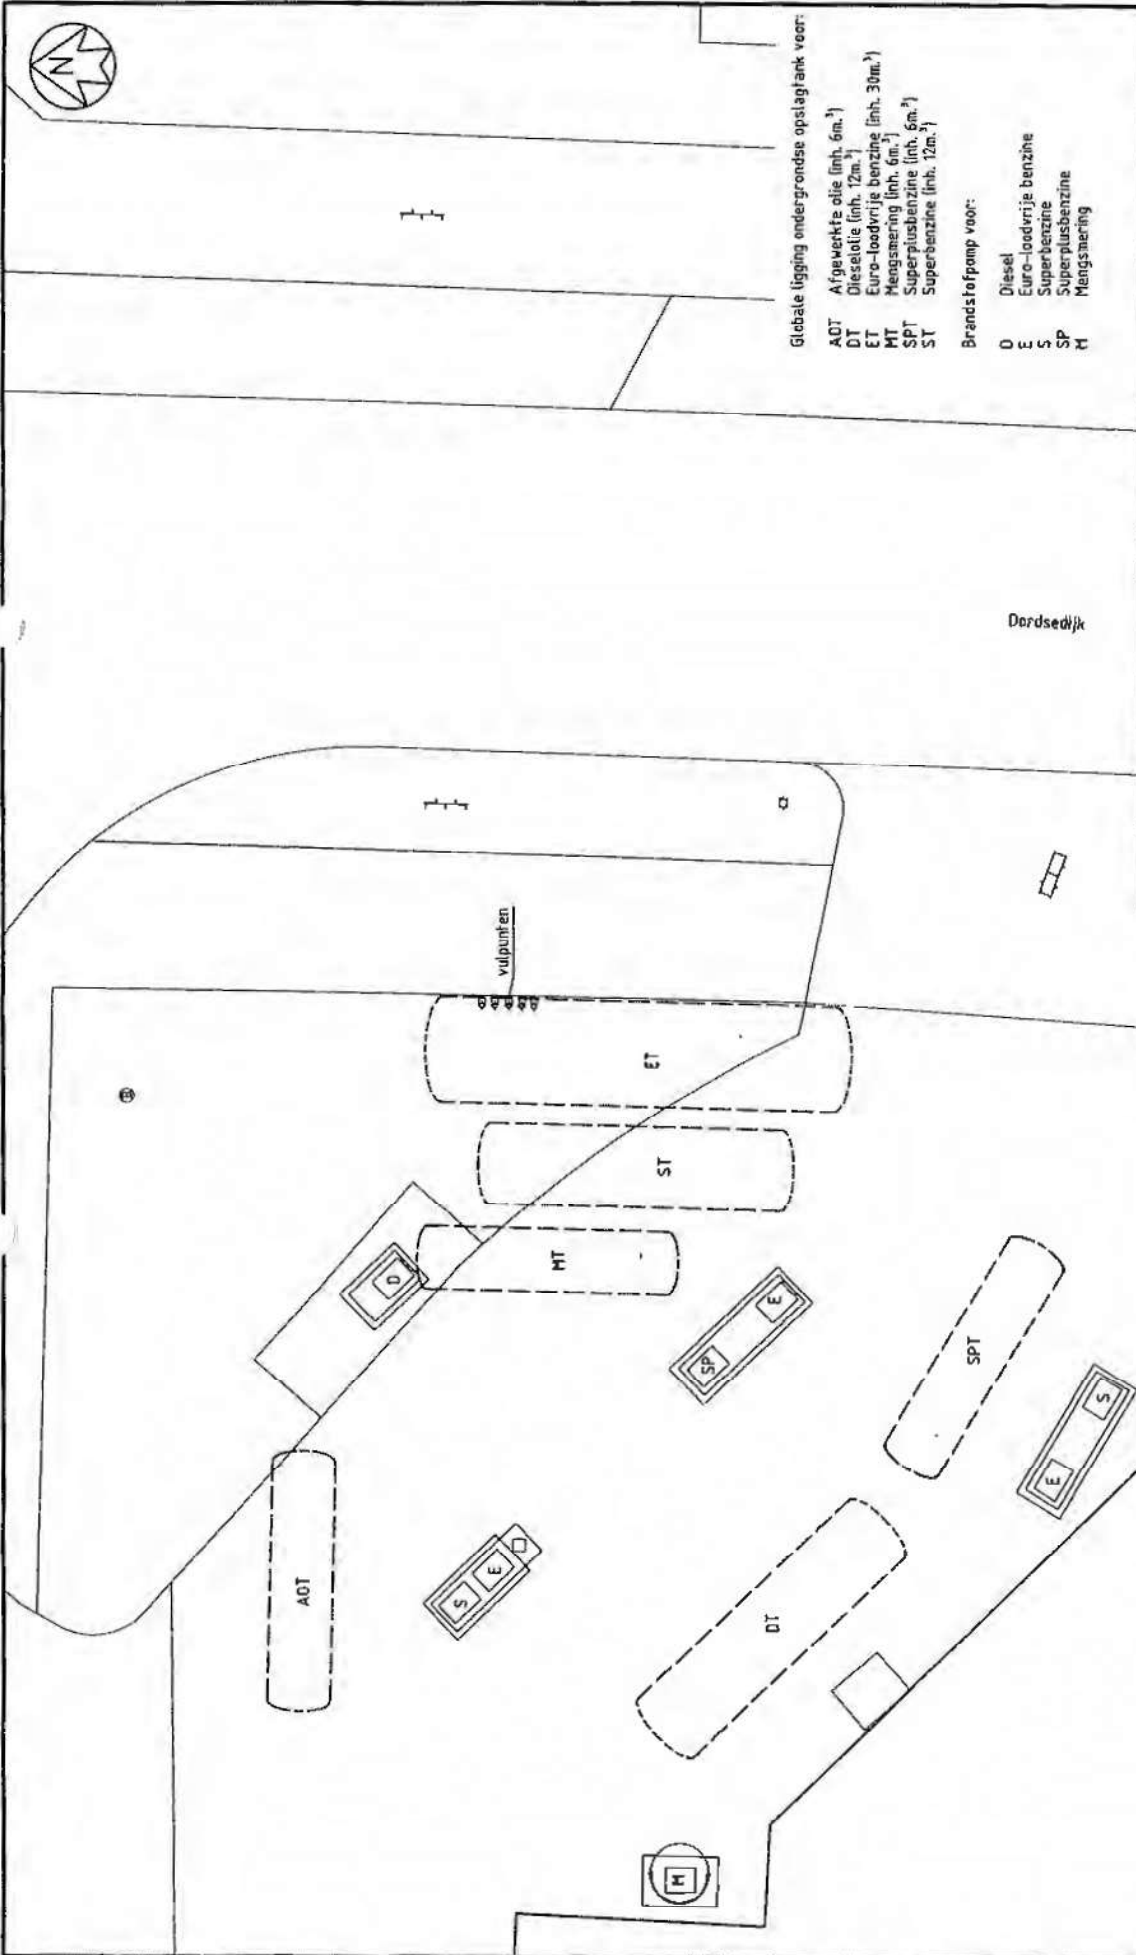 N
Globale ligging ondergrondse opslagtank voor:
AOT Afgewerkte olie (inh. 6m.³)
DT Dieselolie (inh. 12m.³)
ET Euro-loodvrije benzine (inh. 30m.³)
MT Mengsmering (inh. 6m.³)
SPT Superplusbenzine (inh. 6m.³)
ST Superbenzine (inh. 12m.³)
Brandstofpomp voor:
D Diesel
E Euro-loodvrije benzine
S Superbenzine
SP Superplusbenzine
M Mengsmering
Dordsedijk
vulpunten
ET
ST
MT
D
SP
E
SPT
E
S
AOT
S
E
DT
M